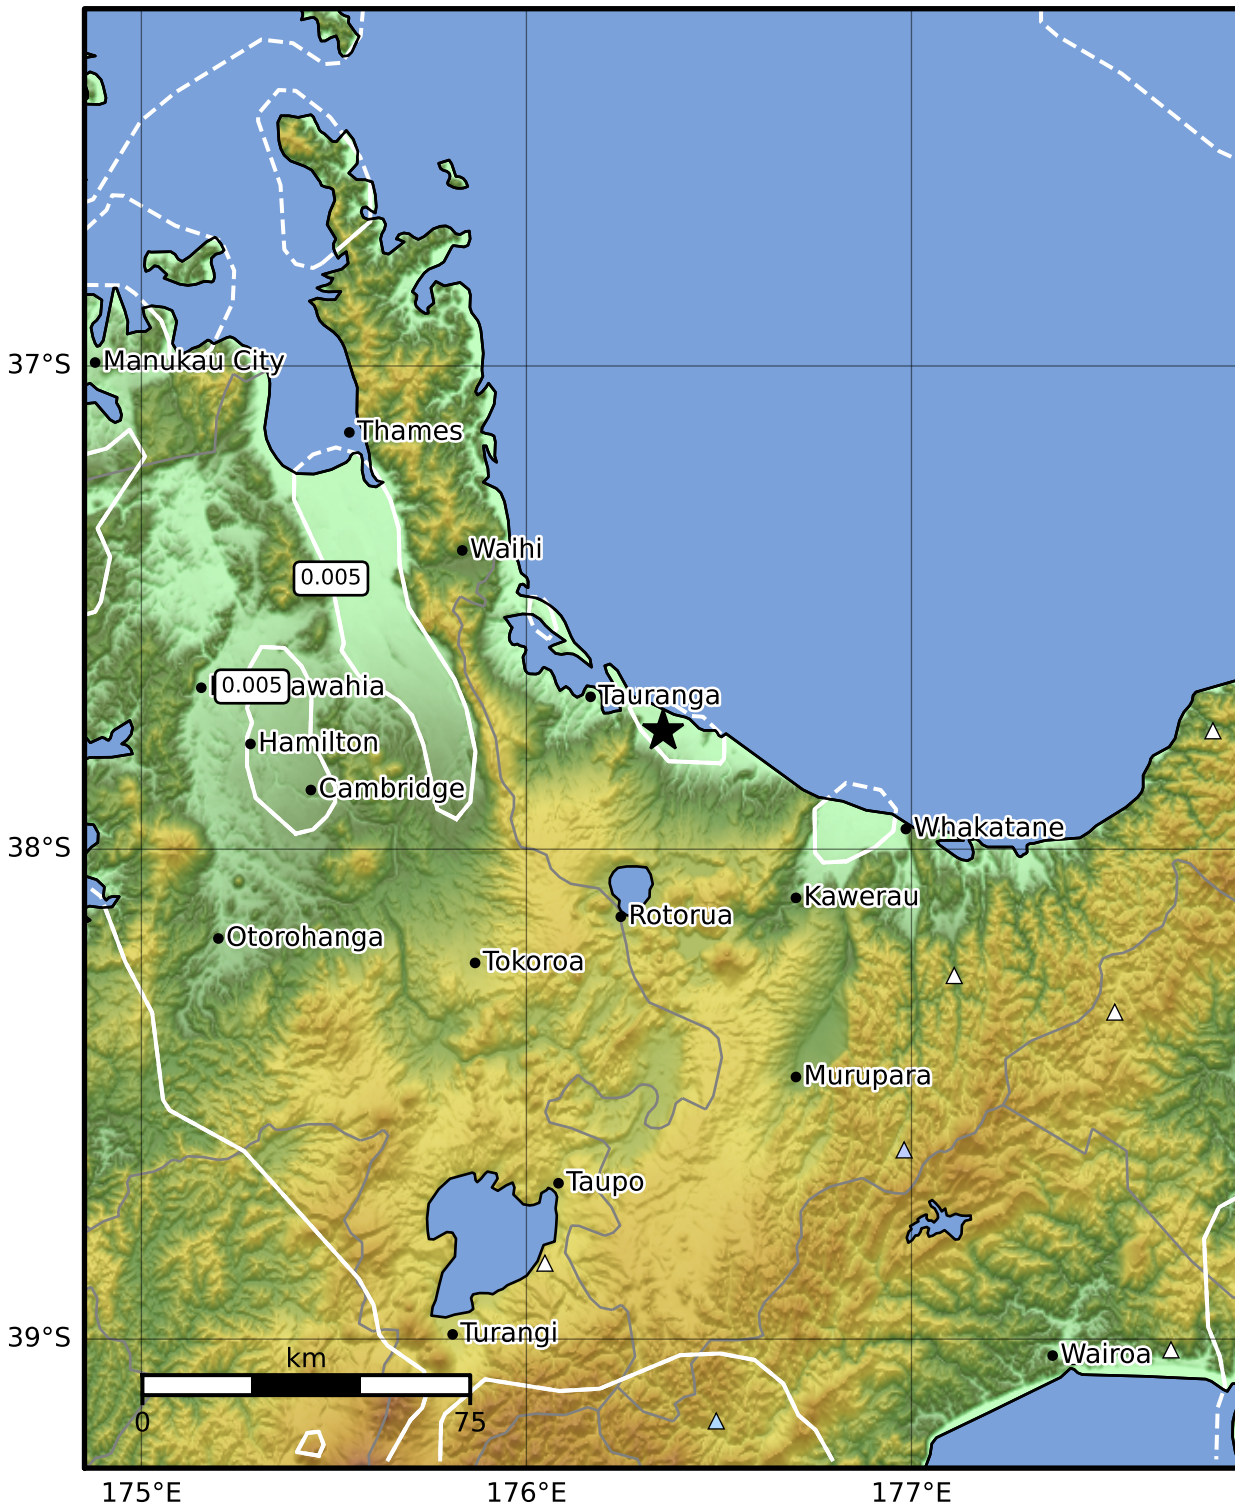 37°S
Manukau City
Thames
Waihi
0.005
0.005
awahia
Tauranga
Hamilton
Cambridge
Whakatane
38°S
Kawerau
Rotorua
Otorohanga
Tokoroa
Murupara
Taupo
39°S
Turangi
km
Wairoa
0
75
175°E
176°E
177°E